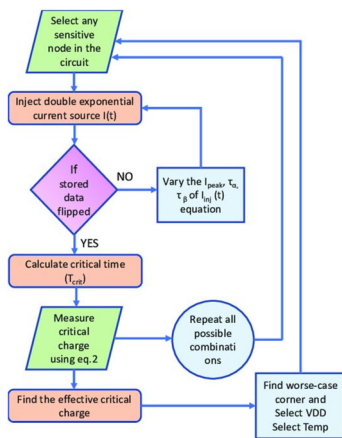 Select any
sensitive
node in the
circuit
Inject double exponential
current source I(t)
If
stored
data
flipped
NO
Vary the Ipeak, τα,
τ β of Iinj (t)
equation
YES
Calculate critical time
(Tcrit)
Measure
critical
charge
using eq.2
Repeat all
possible
combinati
ons
Find the effective critical
charge
Find worse-case
corner and
Select VDD
Select Temp